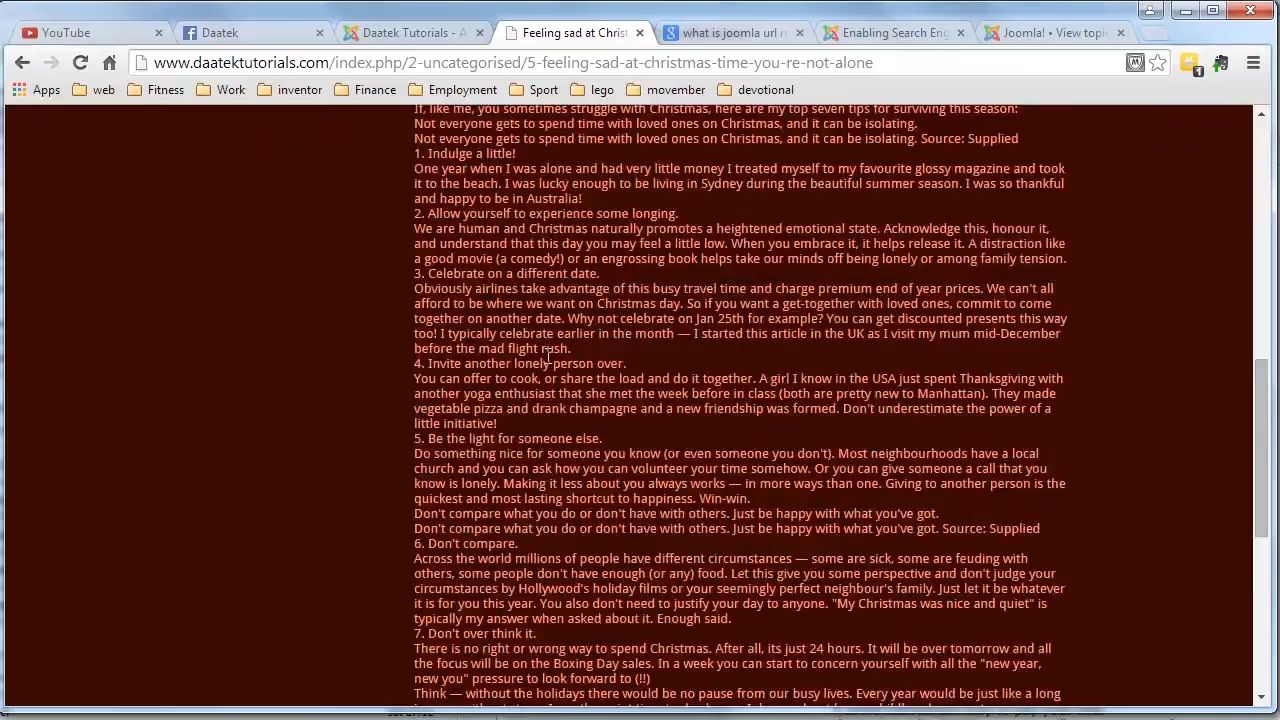 YouTube
Daatek
Daatek Tutorials - A
Feeling sad at Christ
what is joomla url r
Enabling Search Eng
Joomla! • View topic
www.daatektutorials.com/index.php/2-uncategorised/5-feeling-sad-at-christmas-time-you-re-not-alone
1
Apps
web
Fitness
Work
inventor
Finance
Employment
Sport
lego
movember
devotional
If, like me, you sometimes struggle with Christmas, here are my top seven tips for surviving this season:
Not everyone gets to spend time with loved ones on Christmas, and it can be isolating.
Not everyone gets to spend time with loved ones on Christmas, and it can be isolating. Source: Supplied
1. Indulge a little!
One year when I was alone and had very little money I treated myself to my favourite glossy magazine and took
it to the beach. I was lucky enough to be living in Sydney during the beautiful summer season. I was so thankful
and happy to be in Australia!
2. Allow yourself to experience some longing.
We are human and Christmas naturally promotes a heightened emotional state. Acknowledge this, honour it,
and understand that this day you may feel a little low. When you embrace it, it helps release it. A distraction like
a good movie (a comedy!) or an engrossing book helps take our minds off being lonely or among family tension.
3. Celebrate on a different date.
Obviously airlines take advantage of this busy travel time and charge premium end of year prices. We can't all
afford to be where we want on Christmas day. So if you want a get-together with loved ones, commit to come
together on another date. Why not celebrate on Jan 25th for example? You can get discounted presents this way
too! I typically celebrate earlier in the month — I started this article in the UK as I visit my mum mid-December
before the mad flight rush.
4. Invite another lonely person over.
You can offer to cook, or share the load and do it together. A girl I know in the USA just spent Thanksgiving with
another yoga enthusiast that she met the week before in class (both are pretty new to Manhattan). They made
vegetable pizza and drank champagne and a new friendship was formed. Don't underestimate the power of a
little initiative!
5. Be the light for someone else.
Do something nice for someone you know (or even someone you don't). Most neighbourhoods have a local
church and you can ask how you can volunteer your time somehow. Or you can give someone a call that you
know is lonely. Making it less about you always works — in more ways than one. Giving to another person is the
quickest and most lasting shortcut to happiness. Win-win.
Don't compare what you do or don't have with others. Just be happy with what you've got.
Don't compare what you do or don't have with others. Just be happy with what you've got. Source: Supplied
6. Don't compare.
Across the world millions of people have different circumstances — some are sick, some are feuding with
others, some people don't have enough (or any) food. Let this give you some perspective and don't judge your
circumstances by Hollywood's holiday films or your seemingly perfect neighbour's family. Just let it be whatever
it is for you this year. You also don't need to justify your day to anyone. "My Christmas was nice and quiet" is
typically my answer when asked about it. Enough said.
7. Don't over think it.
There is no right or wrong way to spend Christmas. After all, its just 24 hours. It will be over tomorrow and all
the focus will be on the Boxing Day sales. In a week you can start to concern yourself with all the "new year,
new you" pressure to look forward to (!!)
Think — without the holidays there would be no pause from our busy lives. Every year would be just like a long